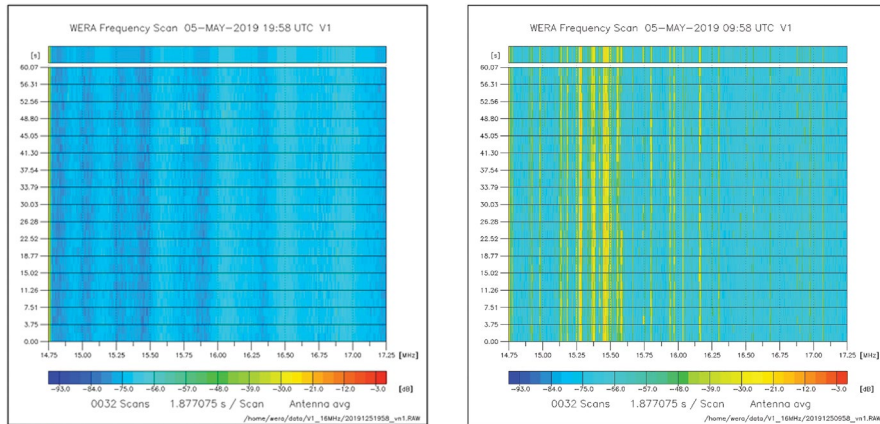 WERA Frequency Scan 05-MAY-2019 19:58 UTC V1
[s]
60.07
56.31
52.56
48.80
45.05
41.30
37.54
33.79
30.03
26.28
22.52
18.77
15.02
11.26
7.51
3.75
0.00
14.75 15.00 15.25 15.50 15.75 16.00 16.25 16.50 16.75 17.00 17.25 [MHz]
-93.0 -84.0 -75.0 -66.0 -57.0 -48.0 -39.0 -30.0 -21.0 -12.0 -3.0 [dB]
0032 Scans 1.877075 s / Scan Antenna avg
/home/wera/data/V1_16MHz/20191251958_vn1.RAW
WERA Frequency Scan 05-MAY-2019 09:58 UTC V1
[s]
60.07
56.31
52.56
48.80
45.05
41.30
37.54
33.79
30.03
26.28
22.52
18.77
15.02
11.26
7.51
3.75
0.00
14.75 15.00 15.25 15.50 15.75 16.00 16.25 16.50 16.75 17.00 17.25 [MHz]
-93.0 -84.0 -75.0 -66.0 -57.0 -48.0 -39.0 -30.0 -21.0 -12.0 -3.0 [dB]
0032 Scans 1.877075 s / Scan Antenna avg
/home/wera/data/V1_16MHz/20191250958_vn1.RAW